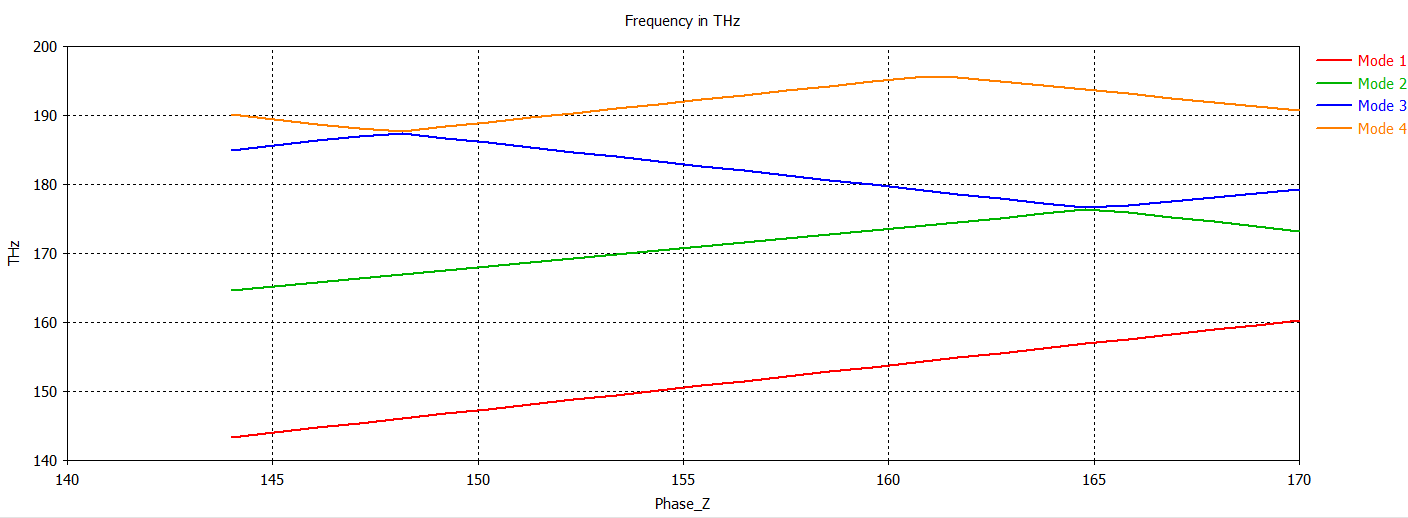 Frequency in THz
200
190
180
170
160
150
140
THz
140 145 150 155 160 165 170
Phase_Z
Mode 1
Mode 2
Mode 3
Mode 4